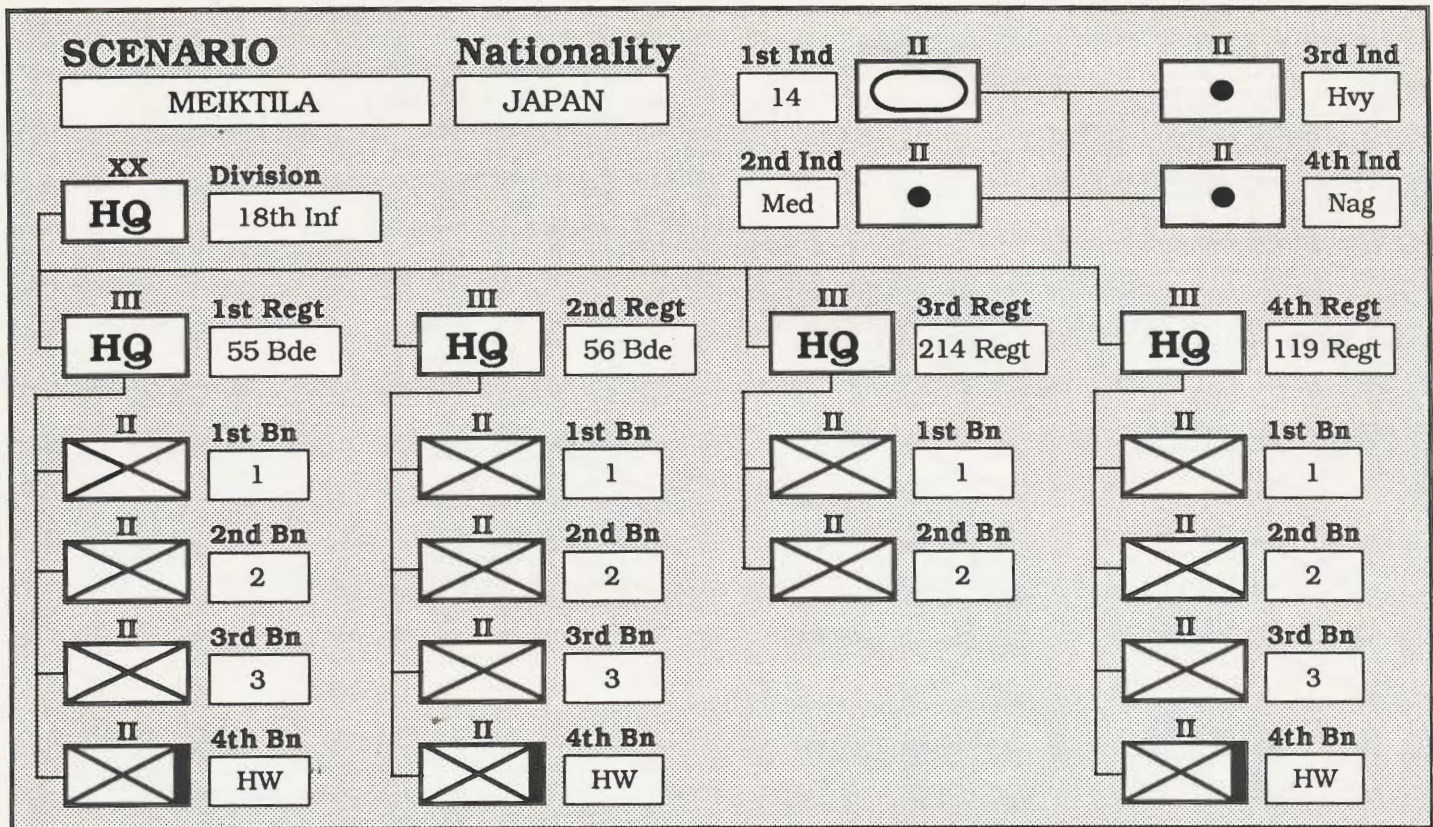 SCENARIO Nationality
MEIKTILA JAPAN
1st Ind II II 3rd Ind
14 Hvy
2nd Ind II II 4th Ind
Med Nag
XX Division
HQ 18th Inf
III 1st Regt III 2nd Regt III 3rd Regt III 4th Regt
HQ 55 Bde HQ 56 Bde HQ 214 Regt HQ 119 Regt
II 1st Bn II 1st Bn II 1st Bn II 1st Bn
1 1 1 1
II 2nd Bn II 2nd Bn II 2nd Bn II 2nd Bn
2 2 2 2
II 3rd Bn II 3rd Bn II 3rd Bn
3 3 3
II 4th Bn II 4th Bn II 4th Bn
HW HW HW